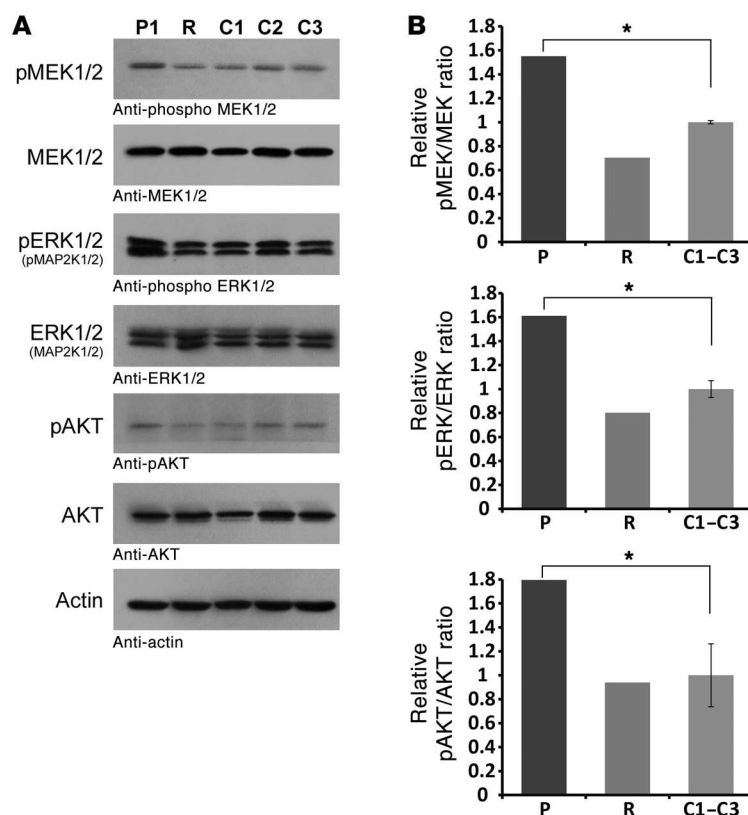 A
P1 R C1 C2 C3
pMEK1/2
Anti-phospho MEK1/2
MEK1/2
Anti-MEK1/2
pERK1/2
(pMAP2K1/2)
Anti-phospho ERK1/2
ERK1/2
(MAP2K1/2)
Anti-ERK1/2
pAKT
Anti-pAKT
AKT
Anti-AKT
Actin
Anti-actin
B
Relative
pMEK/MEK ratio
1.8
1.6
1.4
1.2
1
0.8
0.6
0.4
0.2
0
*
P R C1–C3
Relative
pERK/ERK ratio
1.8
1.6
1.4
1.2
1
0.8
0.6
0.4
0.2
0
*
P R C1–C3
Relative
pAKT/AKT ratio
1.8
1.6
1.4
1.2
1
0.8
0.6
0.4
0.2
0
*
P R C1–C3